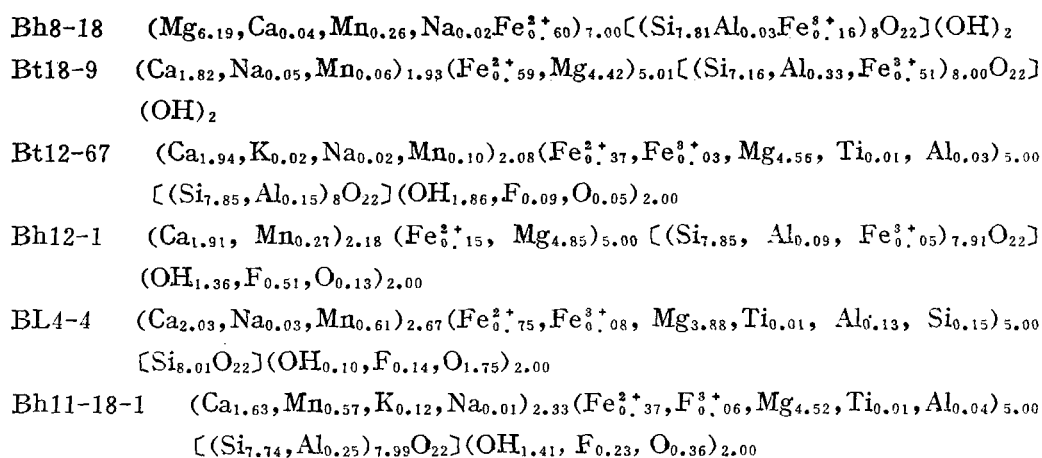 Bh8-18 (Mg₆.₁₉,Ca₀.₀₄,Mn₀.₂₆,Na₀.₀₂Fe²⁺₀.₆₀)₇.₀₀[(Si₇.₈₁Al₀.₀₃Fe³⁺₀.₁₆)₈O₂₂](OH)₂
Bt18-9 (Ca₁.₈₂,Na₀.₀₅,Mn₀.₀₆)₁.₉₃(Fe²⁺₀.₅₉,Mg₄.₄₂)₅.₀₁[(Si₇.₁₆,Al₀.₃₃,Fe³⁺₀.₅₁)₈.₀₀O₂₂]
(OH)₂
Bt12-67 (Ca₁.₉₄,K₀.₀₂,Na₀.₀₂,Mn₀.₁₀)₂.₀₈(Fe²⁺₀.₃₇,Fe³⁺₀.₀₃,Mg₄.₅₆, Ti₀.₀₁, Al₀.₀₃)₅.₀₀
[(Si₇.₈₅,Al₀.₁₅)₈O₂₂](OH₁.₈₆,F₀.₀₉,O₀.₀₅)₂.₀₀
Bh12-1 (Ca₁.₉₁, Mn₀.₂₇)₂.₁₈ (Fe²⁺₀.₁₅, Mg₄.₈₅)₅.₀₀ [(Si₇.₈₅, Al₀.₀₉, Fe³⁺₀.₀₅)₇.₉₁O₂₂]
(OH₁.₃₆,F₀.₅₁,O₀.₁₃)₂.₀₀
BL4-4 (Ca₂.₀₃,Na₀.₀₃,Mn₀.₆₁)₂.₆₇(Fe²⁺₀.₇₅,Fe³⁺₀.₀₈, Mg₃.₈₈,Ti₀.₀₁, Al₀.₁₃, Si₀.₁₅)₅.₀₀
[Si₈.₀₁O₂₂](OH₀.₁₀,F₀.₁₄,O₁.₇₅)₂.₀₀
Bh11-18-1 (Ca₁.₆₃,Mn₀.₅₇,K₀.₁₂,Na₀.₀₁)₂.₃₃(Fe²⁺₀.₃₇,F³⁺₀.₀₆,Mg₄.₅₂,Ti₀.₀₁,Al₀.₀₄)₅.₀₀
[(Si₇.₇₄,Al₀.₂₅)₇.₉₉O₂₂](OH₁.₄₁, F₀.₂₃, O₀.₃₆)₂.₀₀